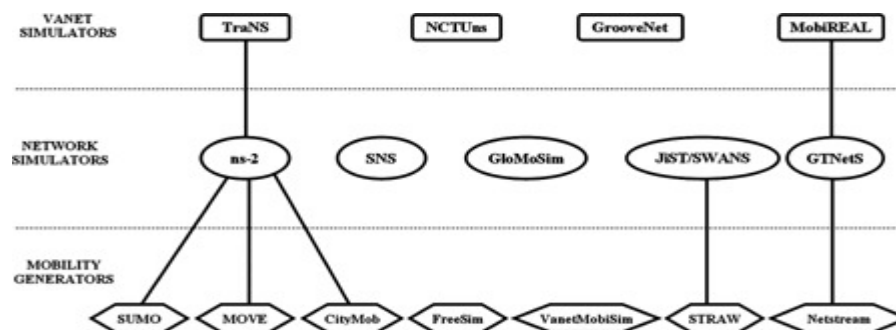 VANET
SIMULATORS
TraNS
NCTUns
GrooveNet
MobiREAL
NETWORK
SIMULATORS
ns-2
SNS
GloMoSim
JiST/SWANS
GTNetS
MOBILITY
GENERATORS
SUMO
MOVE
CityMob
FreeSim
VanetMobiSim
STRAW
Netstream